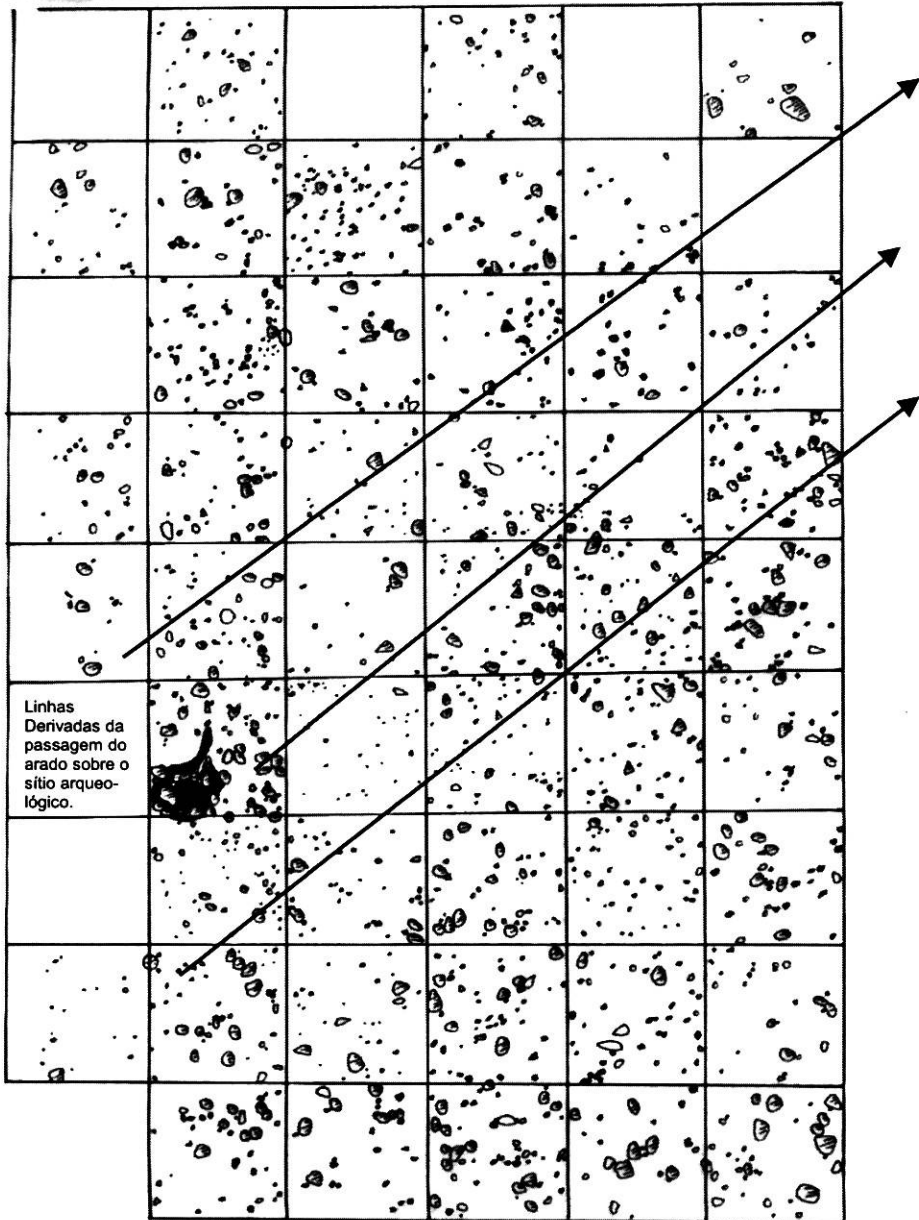 Linhas
Derivadas da
passagem do
arado sobre o
sítio arqueo-
lógico.